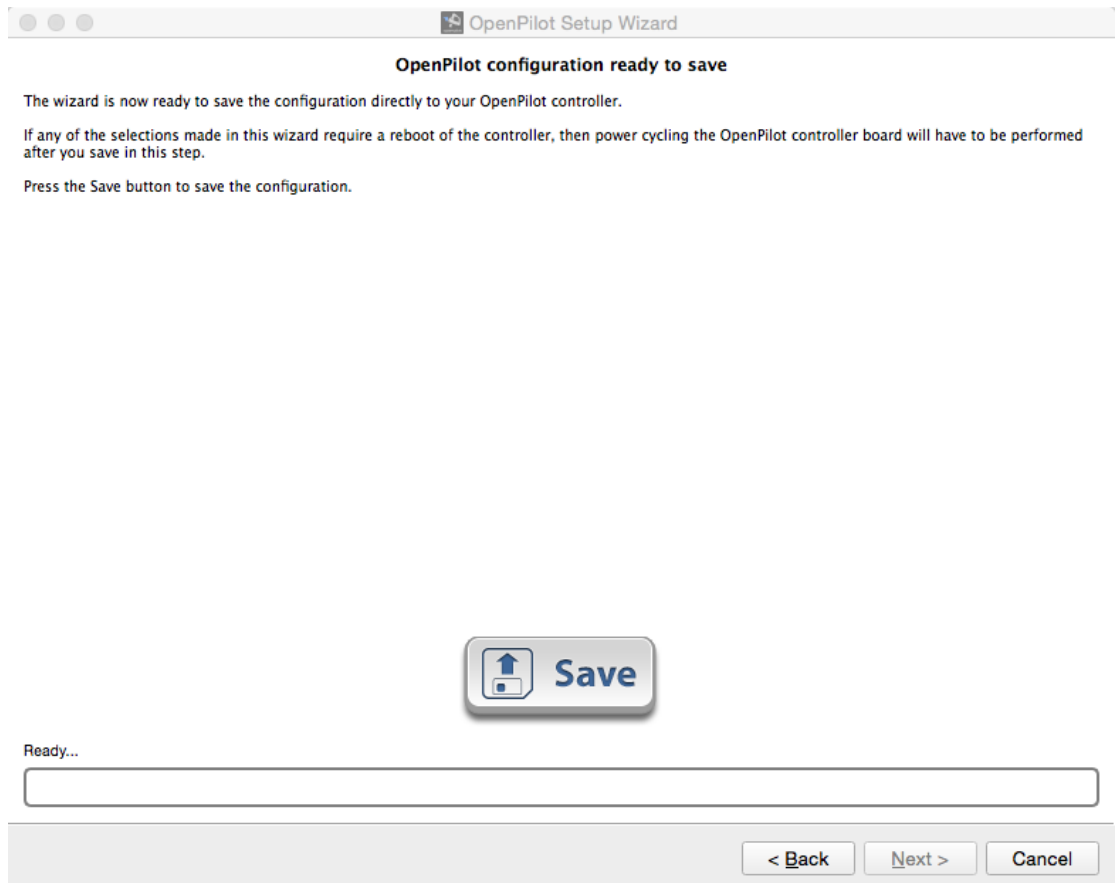 OpenPilot Setup Wizard
OpenPilot configuration ready to save
The wizard is now ready to save the configuration directly to your OpenPilot controller.
If any of the selections made in this wizard require a reboot of the controller, then power cycling the OpenPilot controller board will have to be performed
after you save in this step.
Press the Save button to save the configuration.
Save
Ready...
< Back Next > Cancel